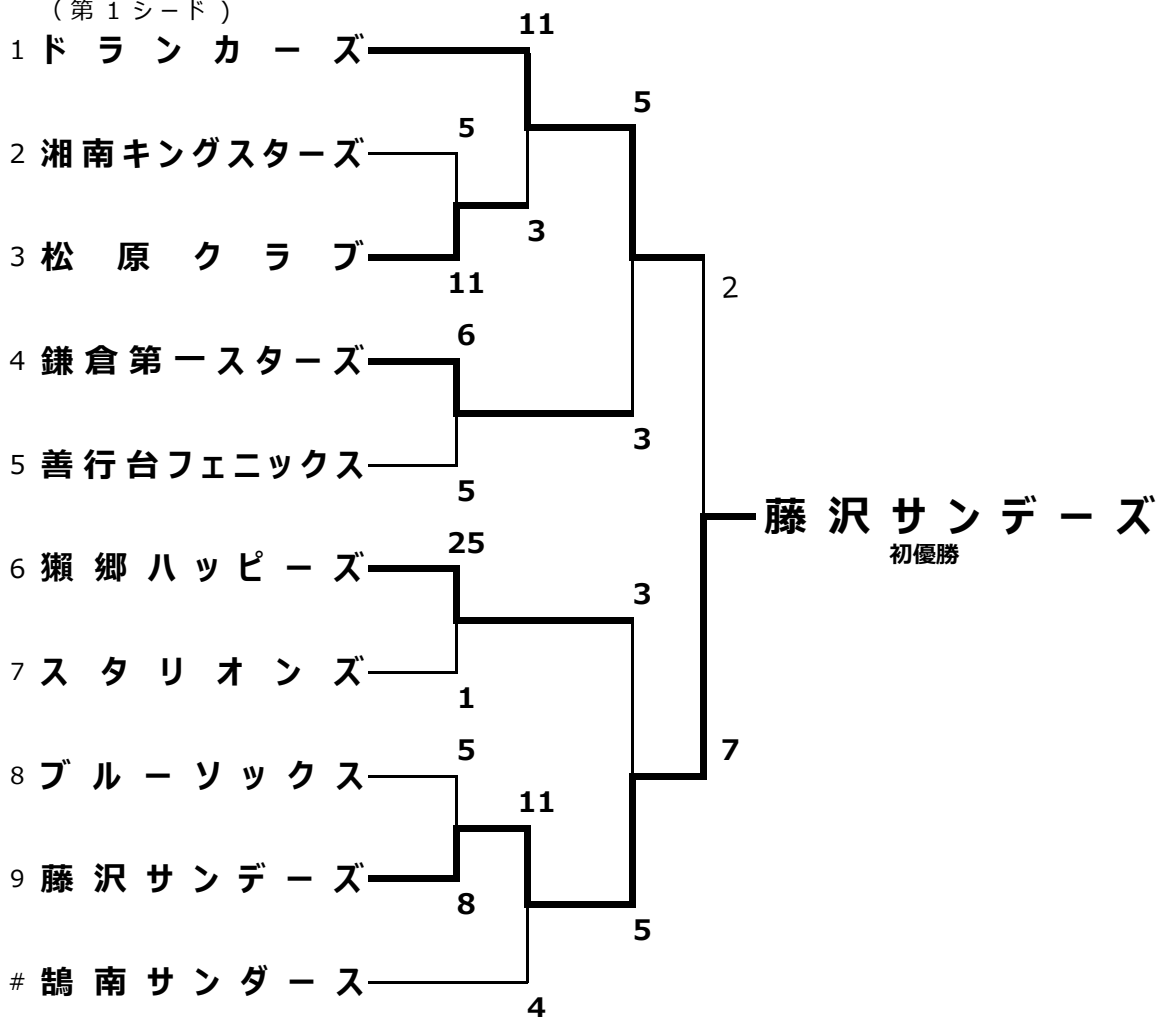 (第1シード)
11
1 ドランカーズ
5
5
2 湘南キングスターズ
3
3 松原クラブ
11
2
6
4 鎌倉第一スターズ
3
5 善行台フェニックス
5
藤沢サンデーズ
初優勝
25
6 獺郷ハッピーズ
3
7 スタリオンズ
1
5
7
8 ブルーソックス
11
9 藤沢サンデーズ
8
5
# 鵠南サンダース
4